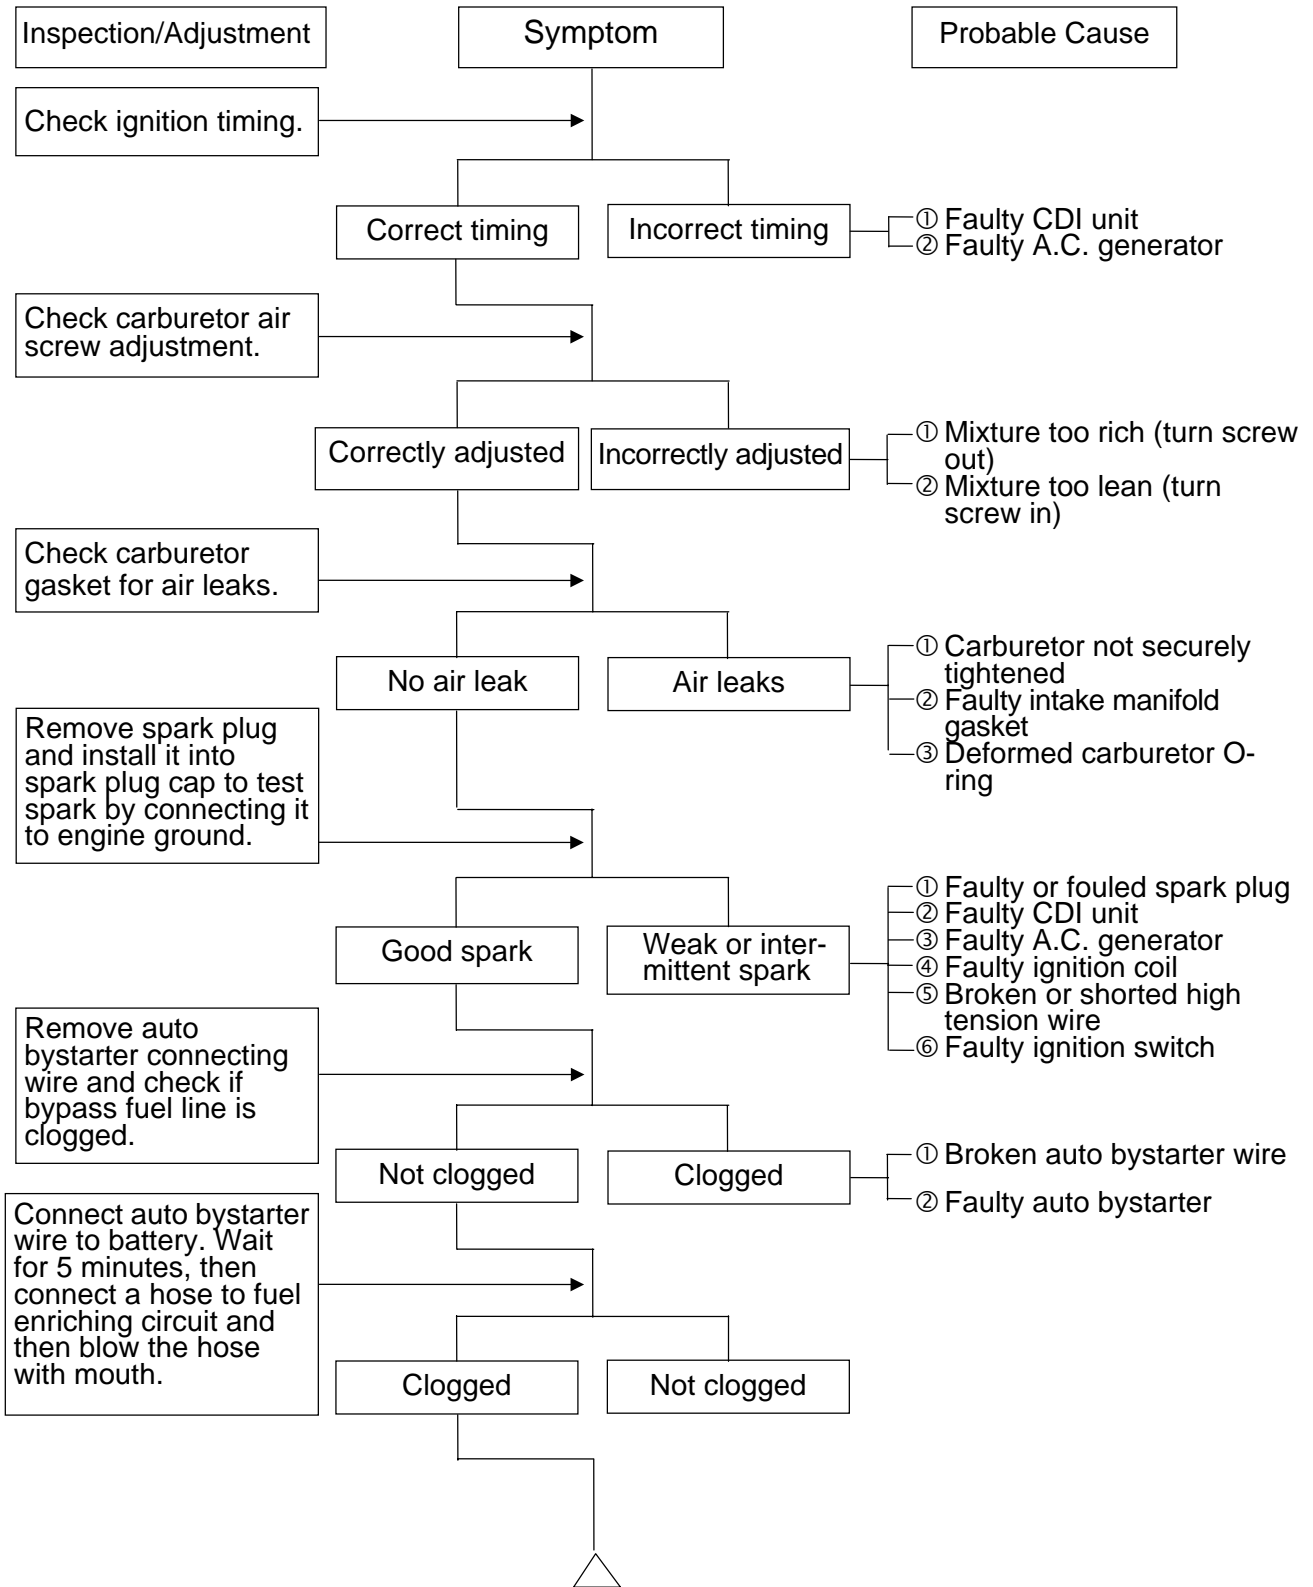 Inspection/Adjustment
Symptom
Probable Cause
Check ignition timing.
Correct timing
Incorrect timing
① Faulty CDI unit
② Faulty A.C. generator
Check carburetor air
screw adjustment.
Correctly adjusted
Incorrectly adjusted
① Mixture too rich (turn screw
out)
② Mixture too lean (turn
screw in)
Check carburetor
gasket for air leaks.
No air leak
Air leaks
① Carburetor not securely
tightened
② Faulty intake manifold
gasket
③ Deformed carburetor O-
ring
Remove spark plug
and install it into
spark plug cap to test
spark by connecting it
to engine ground.
Good spark
Weak or inter-
mittent spark
① Faulty or fouled spark plug
② Faulty CDI unit
③ Faulty A.C. generator
④ Faulty ignition coil
⑤ Broken or shorted high
tension wire
⑥ Faulty ignition switch
Remove auto
bystarter connecting
wire and check if
bypass fuel line is
clogged.
Not clogged
Clogged
① Broken auto bystarter wire
② Faulty auto bystarter
Connect auto bystarter
wire to battery. Wait
for 5 minutes, then
connect a hose to fuel
enriching circuit and
then blow the hose
with mouth.
Clogged
Not clogged